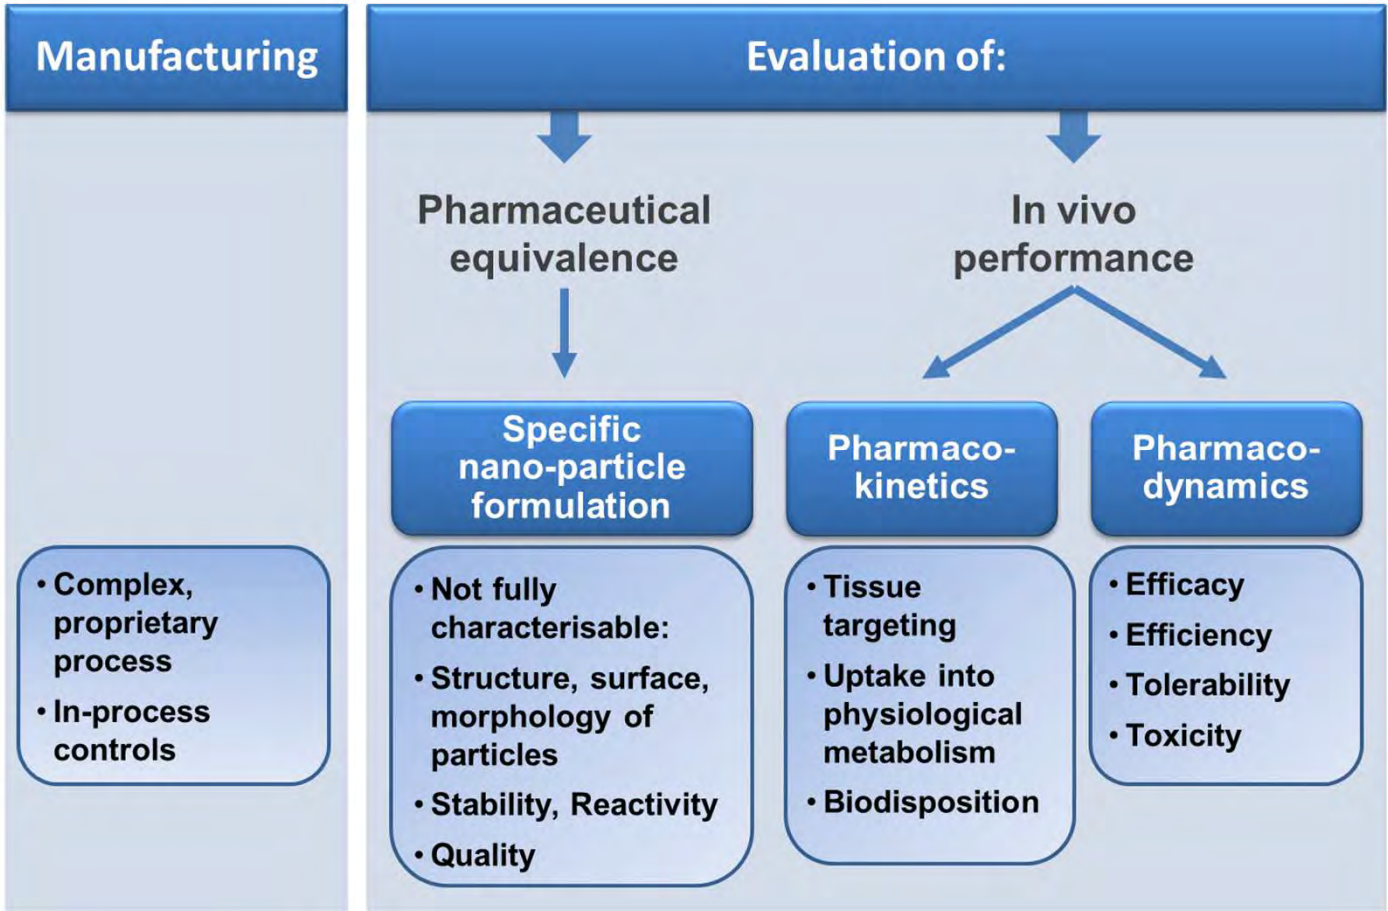 Manufacturing
• Complex,
proprietary
process
• In-process
controls
Evaluation of:
Pharmaceutical
equivalence
Specific
nano-particle
formulation
• Not fully
characterisable:
• Structure, surface,
morphology of
particles
• Stability, Reactivity
• Quality
In vivo
performance
Pharmaco-
kinetics
• Tissue
targeting
• Uptake into
physiological
metabolism
• Biodisposition
Pharmaco-
dynamics
• Efficacy
• Efficiency
• Tolerability
• Toxicity